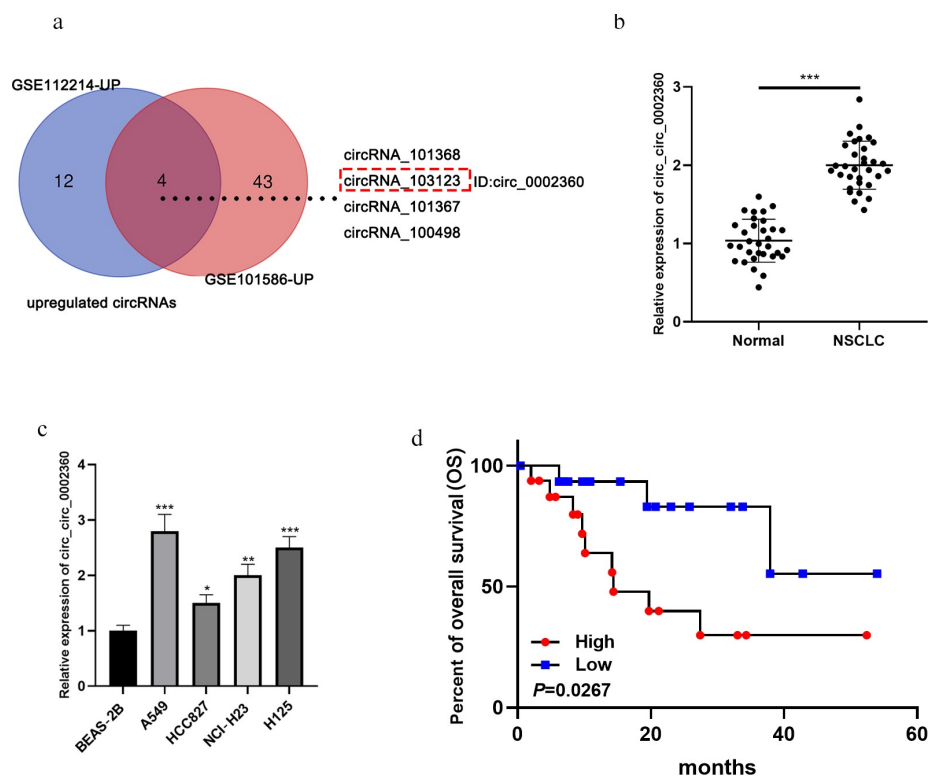 a
GSE112214-UP
12
4
43
circRNA_101368
circRNA_103123 ID:circ_0002360
circRNA_101367
circRNA_100498
GSE101586-UP
upregulated circRNAs
b
Relative expression of circ_circ_0002360
3
2
1
0
***
Normal
NSCLC
c
Relative expression of circ_circ_0002360
4
3
2
1
0
***
*
**
***
BEAS-2B
A549
HCC827
NCI-H23
H125
d
Percent of overall survival (OS)
100
50
0
High
Low
P=0.0267
0
20
40
60
months